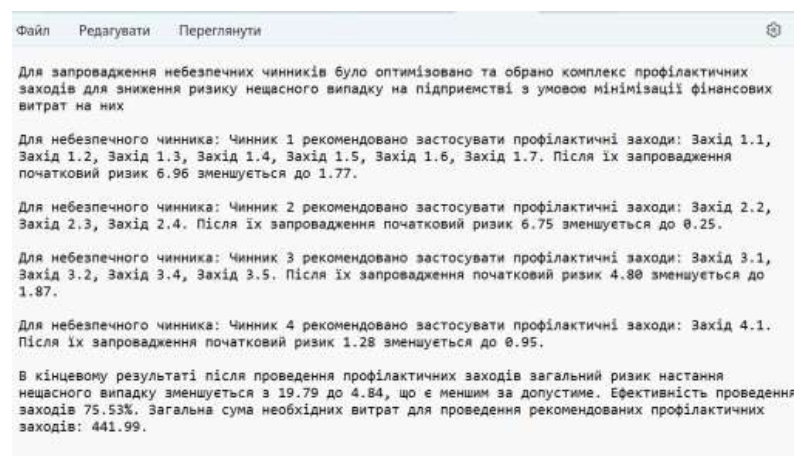 Файл Редагувати Переглянути
Для запровадження небезпечних чинників було оптимізовано та обрано комплекс профілактичних
заходів для зниження ризику нещасного випадку на підприємстві з умовою мінімізації фінансових
витрат на них
Для небезпечного чинника: Чинник 1 рекомендовано застосувати профілактичні заходи: Захід 1.1,
Захід 1.2, Захід 1.3, Захід 1.4, Захід 1.5, Захід 1.6, Захід 1.7. Після їх запровадження
початковий ризик 6.96 зменшується до 1.77.
Для небезпечного чинника: Чинник 2 рекомендовано застосувати профілактичні заходи: Захід 2.2,
Захід 2.3, Захід 2.4. Після їх запровадження початковий ризик 6.75 зменшується до 0.25.
Для небезпечного чинника: Чинник 3 рекомендовано застосувати профілактичні заходи: Захід 3.1,
Захід 3.2, Захід 3.4, Захід 3.5. Після їх запровадження початковий ризик 4.80 зменшується до
1.87.
Для небезпечного чинника: Чинник 4 рекомендовано застосувати профілактичні заходи: Захід 4.1.
Після їх запровадження початковий ризик 1.28 зменшується до 0.95.
В кінцевому результаті після проведення профілактичних заходів загальний ризик настання
нещасного випадку зменшується з 19.79 до 4.84, що є меншим за допустиме. Ефективність проведення
заходів 75.53%. Загальна сума необхідних витрат для проведення рекомендованих профілактичних
заходів: 441.99.